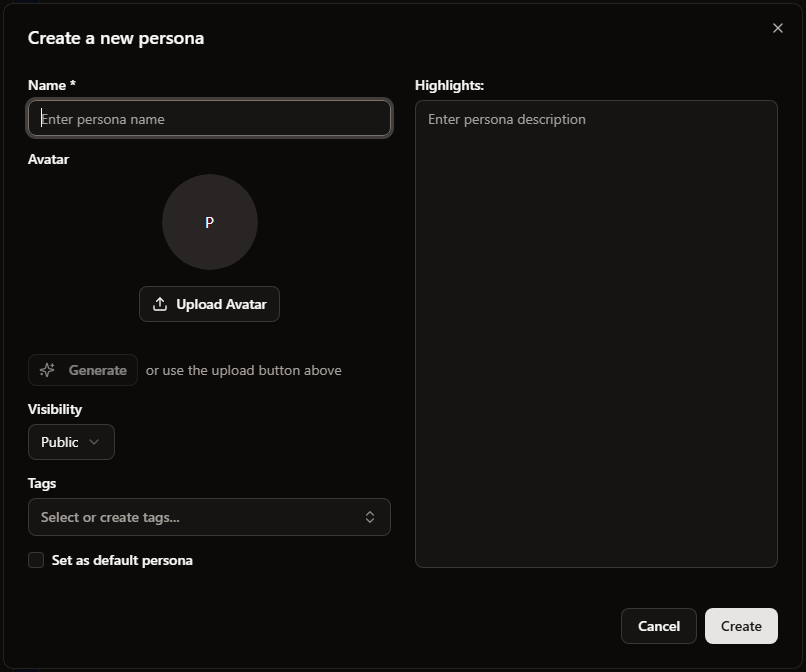 Create a new persona
Name *
Enter persona name
Avatar
P
Upload Avatar
Generate or use the upload button above
Visibility
Public
Tags
Select or create tags...
Set as default persona
Highlights:
Enter persona description
Cancel
Create